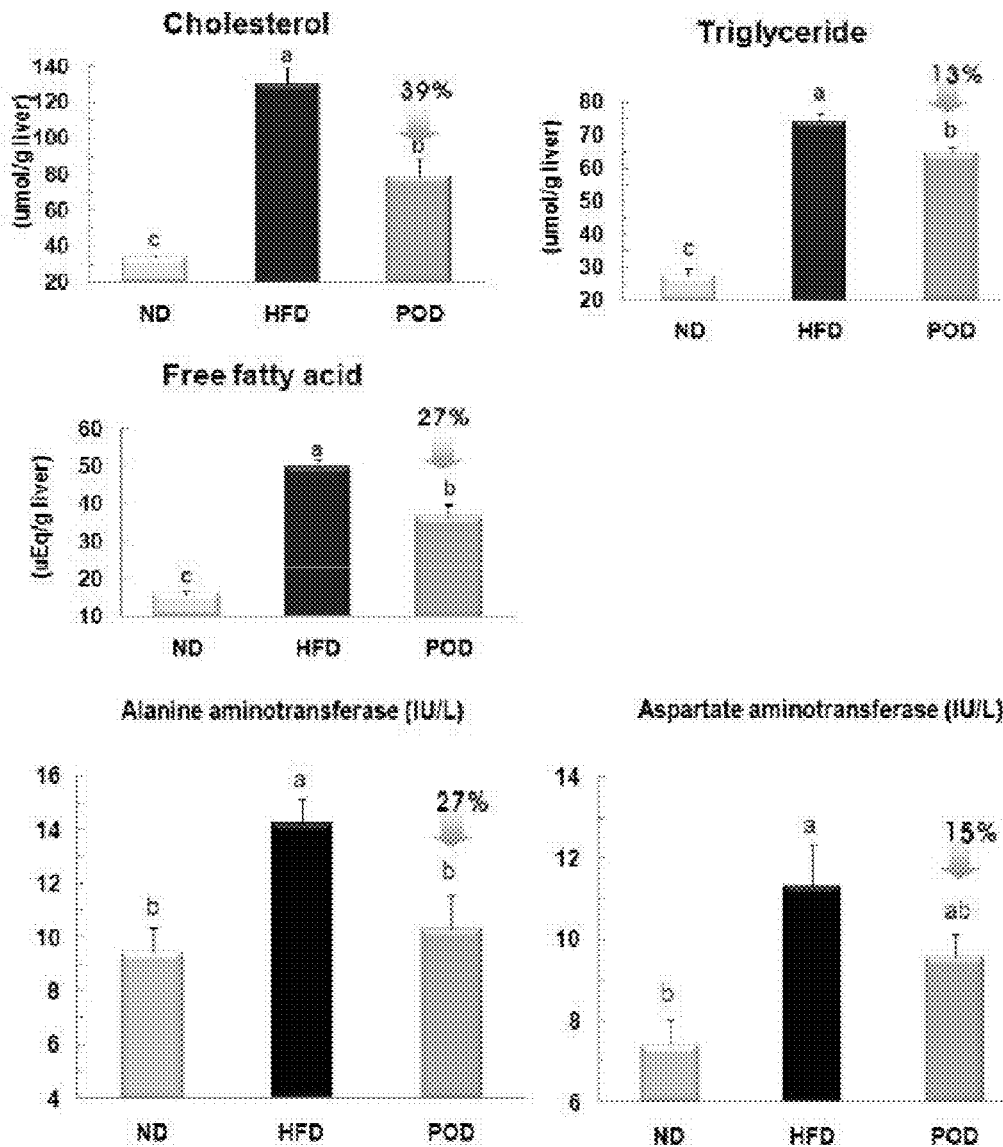 Cholesterol
(umol/g liver)
140
120
100
80
60
40
20
c
a
39%
b
ND HFD POD
Triglyceride
(umol/g liver)
80
70
60
50
40
30
20
c
a
13%
b
ND HFD POD
Free fatty acid
(uEq/g liver)
60
50
40
30
20
10
c
a
27%
b
ND HFD POD
Alanine aminotransferase (IU/L)
16
14
12
10
8
6
4
b
a
27%
b
ND HFD POD
Aspartate aminotransferase (IU/L)
14
12
10
8
6
b
a
15%
ab
ND HFD POD